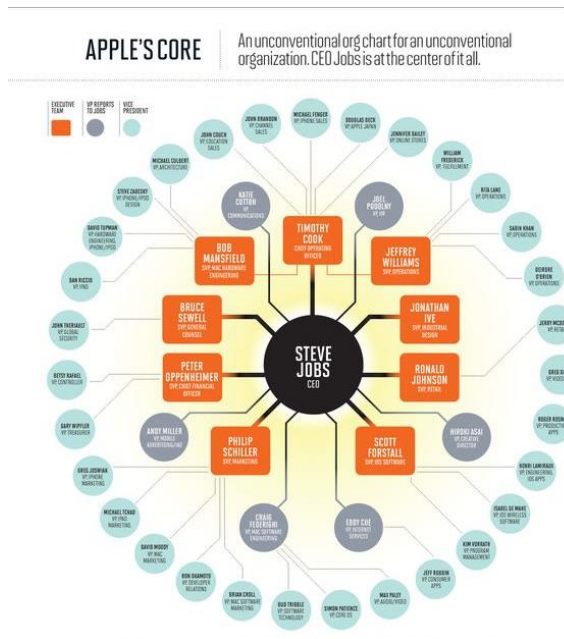 APPLE'S CORE
An unconventional org chart for an unconventional
organization. CEO Jobs is at the center of it all.
EXECUTIVE
TEAM
VP REPORTS
TO JOBS
VICE
PRESIDENT
JOHN BRANDON
VP, CHANNEL
SALES
MICHAEL FENGER
VP, IPHONE SALES
DOUGLAS BECK
VP, APPLE JAPAN
JENNIFER BAILEY
VP, ONLINE STORES
JOHN COUCH
VP, EDUCATION
SALES
WILLIAM
FREDERICK
VP, FULFILLMENT
MICHAEL CULBERT
VP, ARCHITECTURE
RITA LANE
VP, OPERATIONS
STEVE ZADESKY
VP, IPHONE/IPOD
DESIGN
KATIE
COTTON
VP,
COMMUNICATIONS
JOEL
PODOLNY
VP, HR
SABIH KHAN
VP, OPERATIONS
DAVID TUPMAN
VP, HARDWARE
ENGINEERING,
IPHONE/IPOD
TIMOTHY
COOK
CHIEF OPERATING
OFFICER
BOB
MANSFIELD
SVP, MAC HARDWARE
ENGINEERING
JEFFREY
WILLIAMS
SVP, OPERATIONS
DEIRDRE
O'BRIEN
VP, OPERATIONS
DAN RICCIO
VP, IPAD
BRUCE
SEWELL
SVP, GENERAL
COUNSEL
JONATHAN
IVE
SVP, INDUSTRIAL
DESIGN
JOHN THERIAULT
VP, GLOBAL
SECURITY
JERRY
STEVE
JOBS
CEO
BETSY RAFAEL
VP, CONTROLLER
PETER
OPPENHEIMER
SVP, CHIEF FINANCIAL
OFFICER
RONALD
JOHNSON
SVP, RETAIL
GARY WIPFLER
VP, TREASURER
ROGER
APPS
ANDY MILLER
VP, MOBILE
HIROKI ASAI
VP, CREATIVE
DIRECTOR
PHILIP
SCHILLER
SVP, MARKETING
SCOTT
FORSTALL
SVP, IOS SOFTWARE
GREG JOSWIAK
VP, IPHONE
MARKETING
HENRI LAMIRAUX
VP, ENGINEERING,
IOS APPS
MICHAEL TCHAO
VP, IPAD
MARKETING
ISABEL GE MAHE
VP, IOS WIRELESS
SOFTWARE
CRAIG
FEDERIGHI
VP, MAC SOFTWARE
ENGINEERING
EDDY CUE
VP, INTERNET
SERVICES
DAVID MOODY
VP, MAC
MARKETING
KIM VORRATH
VP, PROGRAM
MANAGEMENT
RON OKAMOTO
VP, DEVELOPER
RELATIONS
JEFF ROBBIN
VP, CONSUMER
APPS
BRIAN CROLL
VP, MAC SOFTWARE
MARKETING
BUD TRIBBLE
VP, SOFTWARE
TECHNOLOGY
SIMON PATIENCE
VP, CORE OS
MAX PALEY
VP, AUDIO/VIDEO